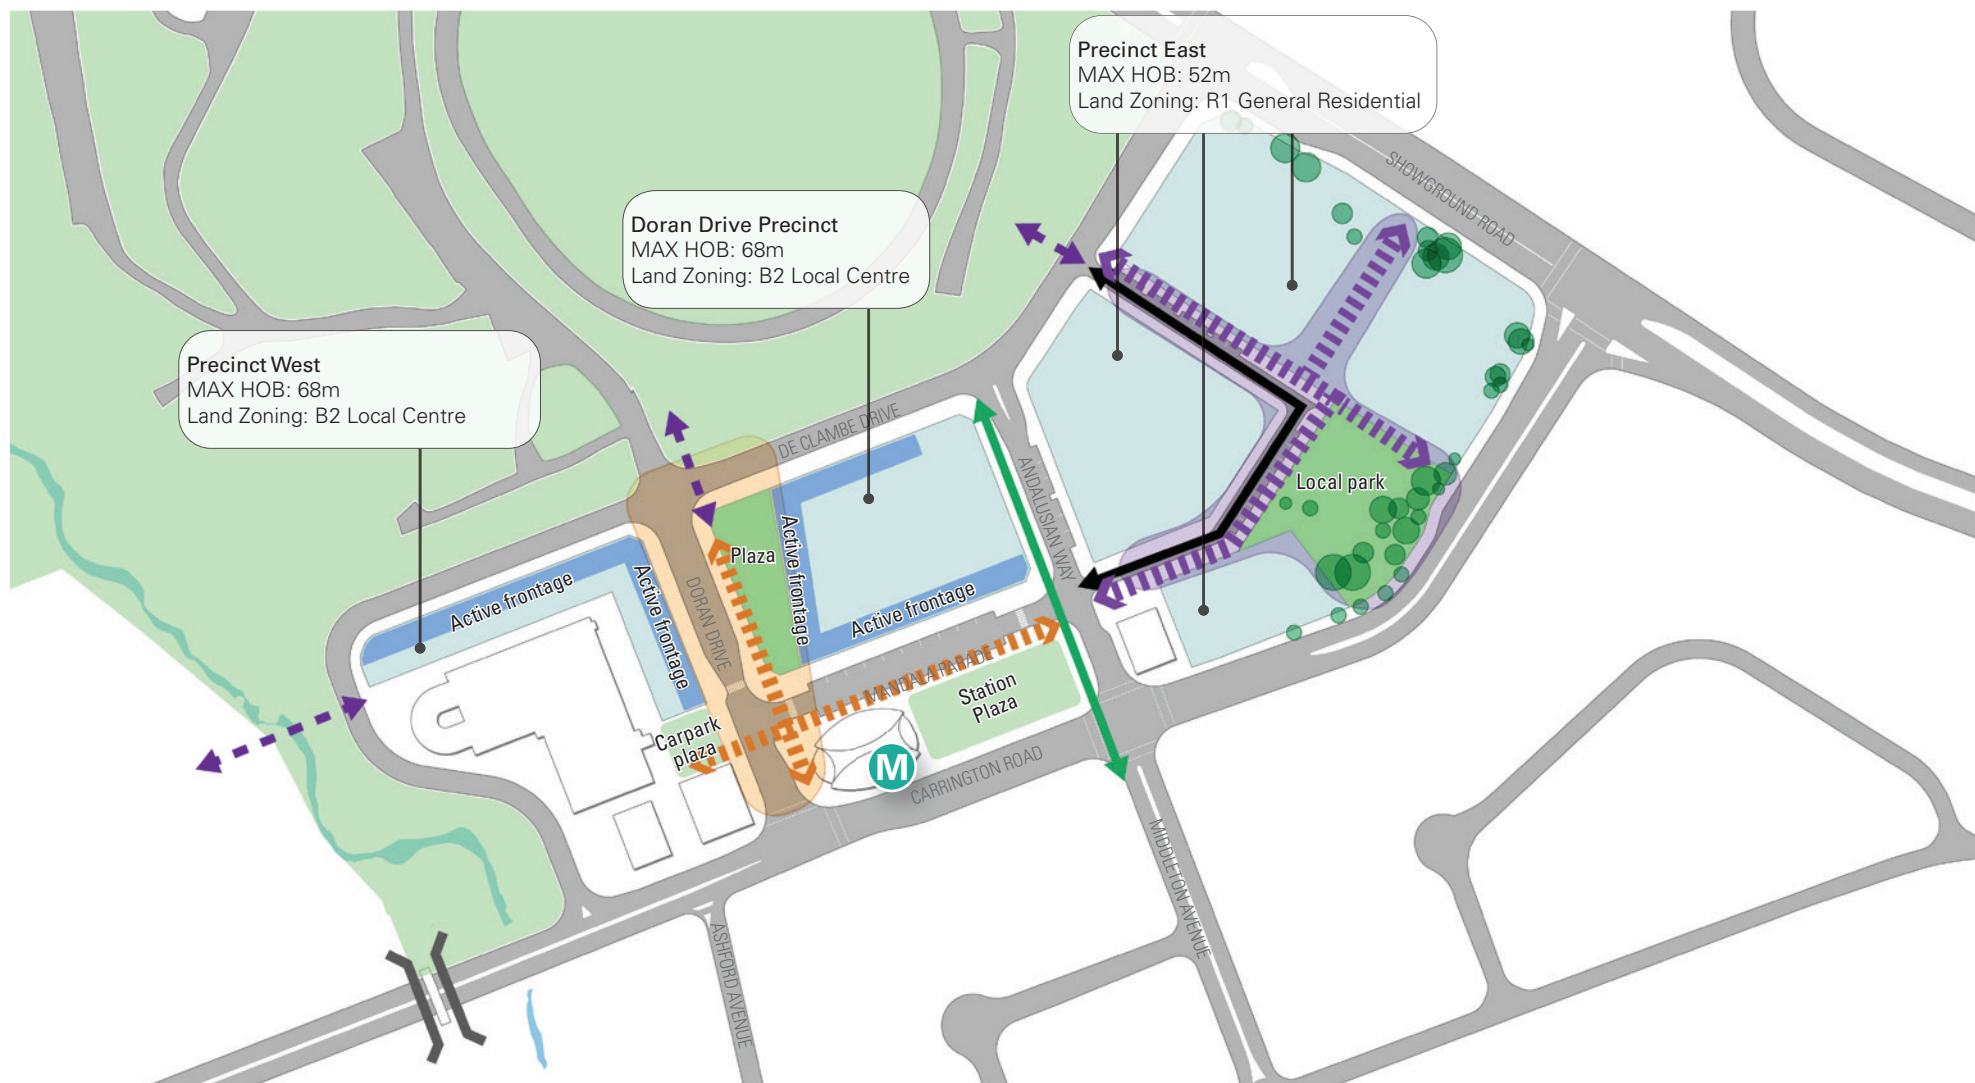 Precinct East
MAX HOB: 52m
Land Zoning: R1 General Residential
SHOWGROUND ROAD
Doran Drive Precinct
MAX HOB: 68m
Land Zoning: B2 Local Centre
Precinct West
MAX HOB: 68m
Land Zoning: B2 Local Centre
DE CLAMBE DRIVE
ANDALUSIAN WAY
Local park
Plaza
Active frontage
Active frontage
Active frontage
Active frontage
DORAN DRIVE
MANDALA PARADE
Station
Plaza
Carpark
plaza
M
CARRINGTON ROAD
MIDDLETON AVENUE
ASHFORD AVENUE